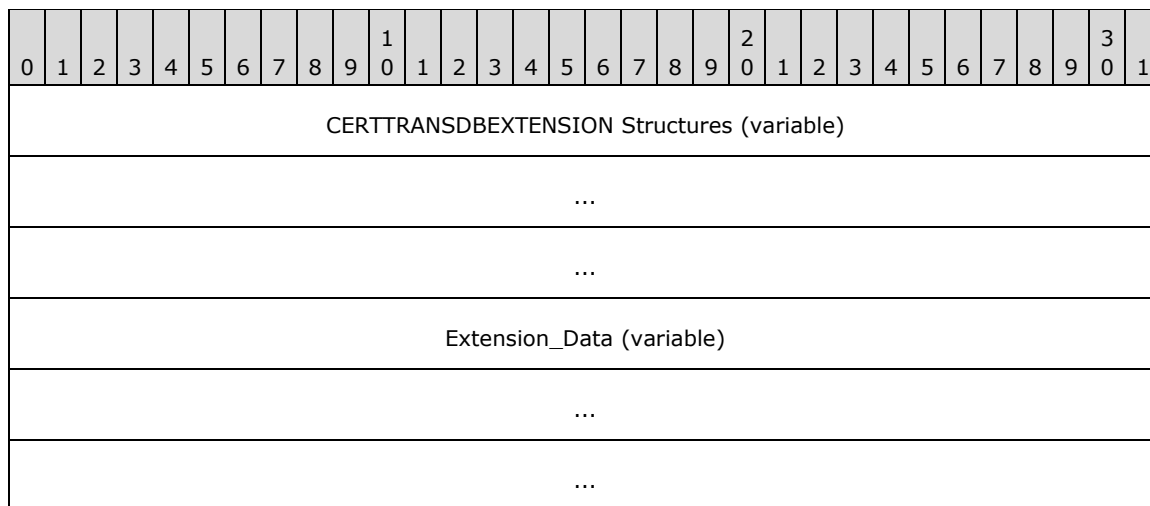 1 2 3
0 1 2 3 4 5 6 7 8 9 0 1 2 3 4 5 6 7 8 9 0 1 2 3 4 5 6 7 8 9 0 1
CERTTRANSDBEXTENSION Structures (variable)
...
...
Extension_Data (variable)
...
...